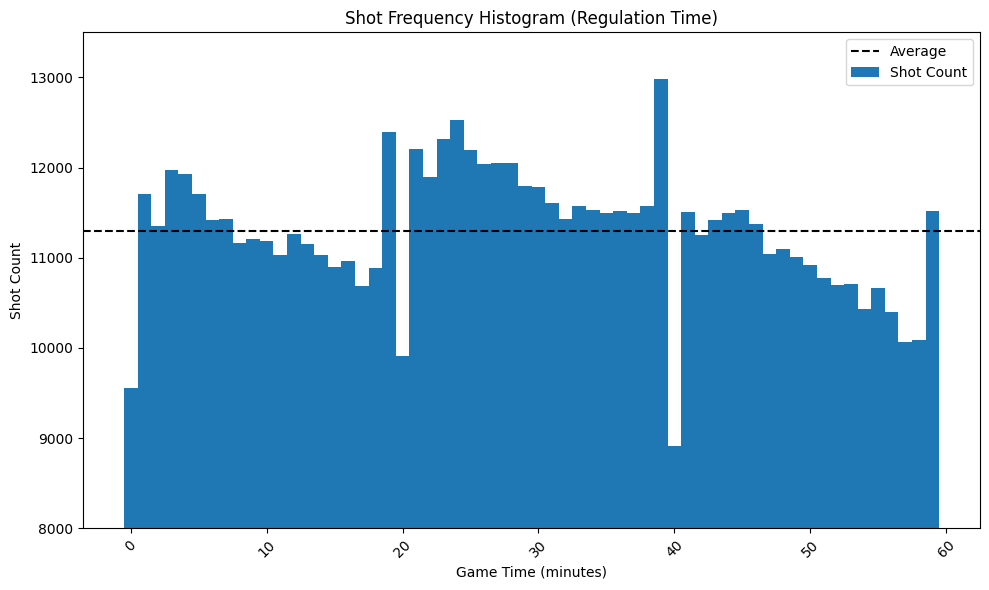 Shot Frequency Histogram (Regulation Time)
Average
Shot Count
13000
12000
11000
10000
9000
8000
Shot Count
0
10
20
30
40
50
60
Game Time (minutes)